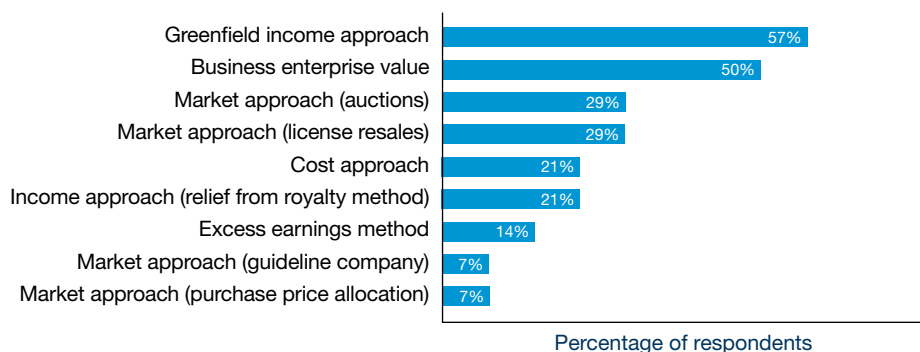 Greenfield income approach 57%
Business enterprise value 50%
Market approach (auctions) 29%
Market approach (license resales) 29%
Cost approach 21%
Income approach (relief from royalty method) 21%
Excess earnings method 14%
Market approach (guideline company) 7%
Market approach (purchase price allocation) 7%
Percentage of respondents